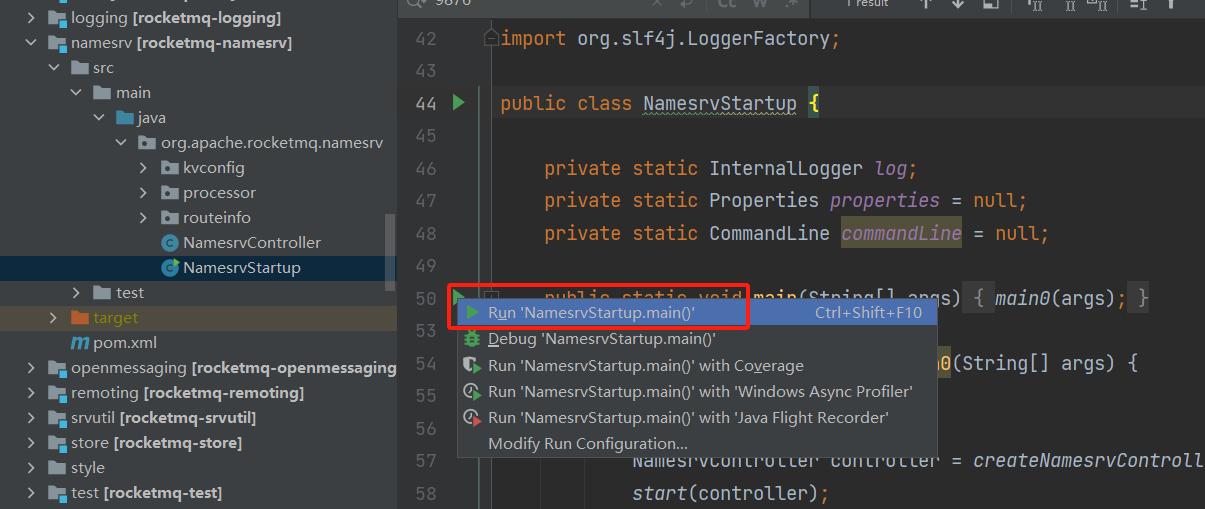 logging [rocketmq-logging]
namesrv [rocketmq-namesrv]
src
main
java
org.apache.rocketmq.namesrv
kvconfig
processor
routeinfo
NamesrvController
NamesrvStartup
test
target
pom.xml
openmessaging [rocketmq-openmessaging
remoting [rocketmq-remoting]
srvutil [rocketmq-srvutil]
store [rocketmq-store]
style
test [rocketmq-test]
9876
Cc W .* 1 result
42 import org.slf4j.LoggerFactory;
43
44 public class NamesrvStartup {
45
46 private static InternalLogger log;
47 private static Properties properties = null;
48 private static CommandLine commandLine = null;
49
50 public static void main(String[] args) { main0(args); }
Run 'NamesrvStartup.main()' Ctrl+Shift+F10
53
Debug 'NamesrvStartup.main()'
54 n0(String[] args) {
Run 'NamesrvStartup.main()' with Coverage
55
Run 'NamesrvStartup.main()' with 'Windows Async Profiler'
56
Run 'NamesrvStartup.main()' with 'Java Flight Recorder'
Modify Run Configuration...
57 NamesrvController controller = createNamesrvControll
58 start(controller);